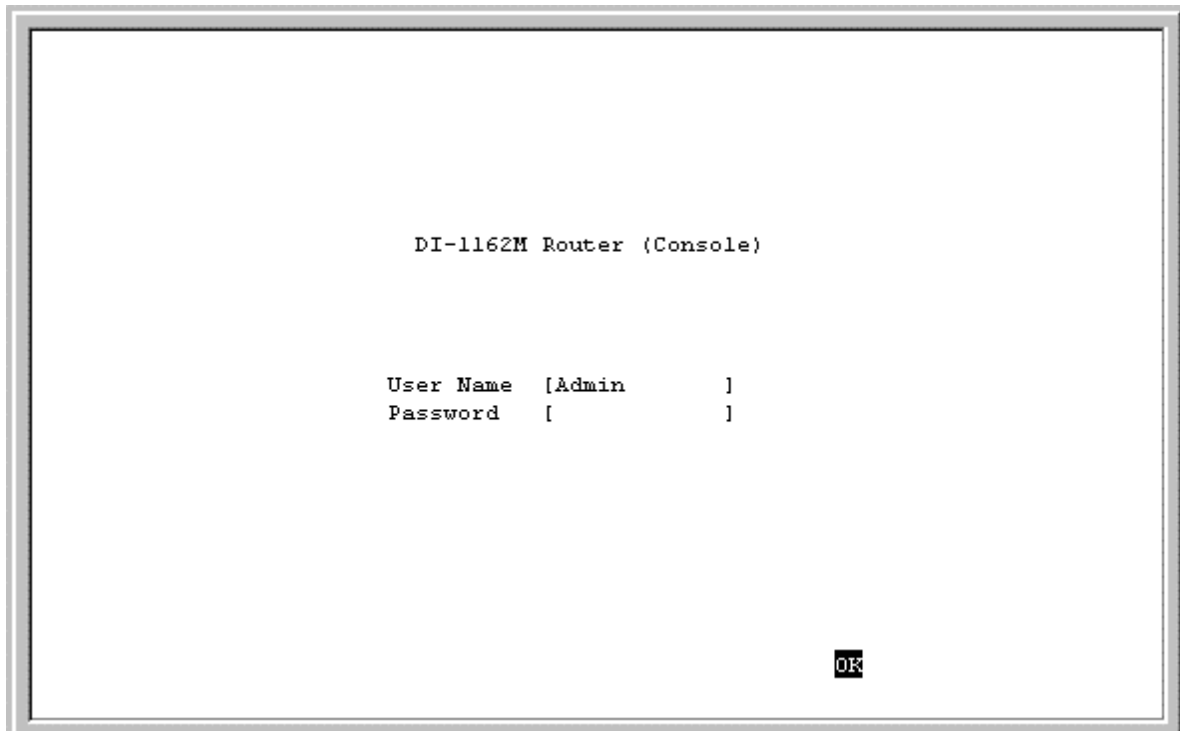 DI-1162M Router (Console)
User Name [Admin ]
Password [ ]
OK